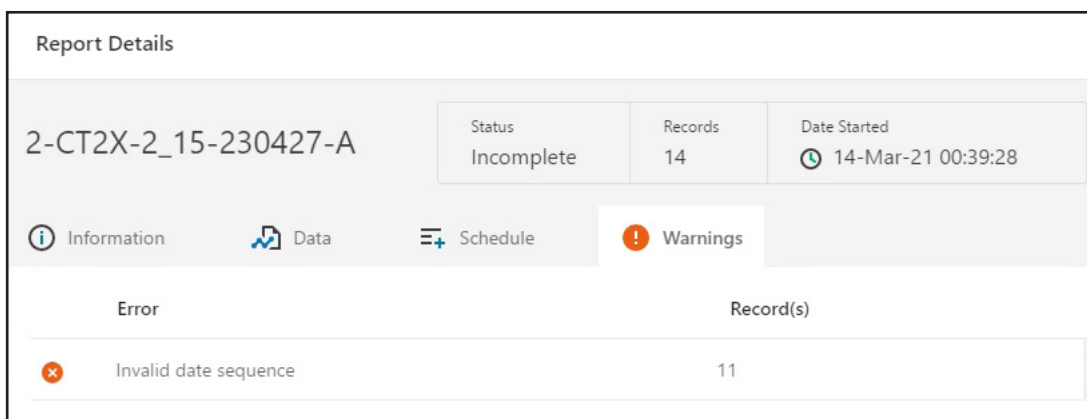 Report Details
2-CT2X-2_15-230427-A
Status
Incomplete
Records
14
Date Started
14-Mar-21 00:39:28
Information
Data
Schedule
Warnings
Error Record(s)
Invalid date sequence 11